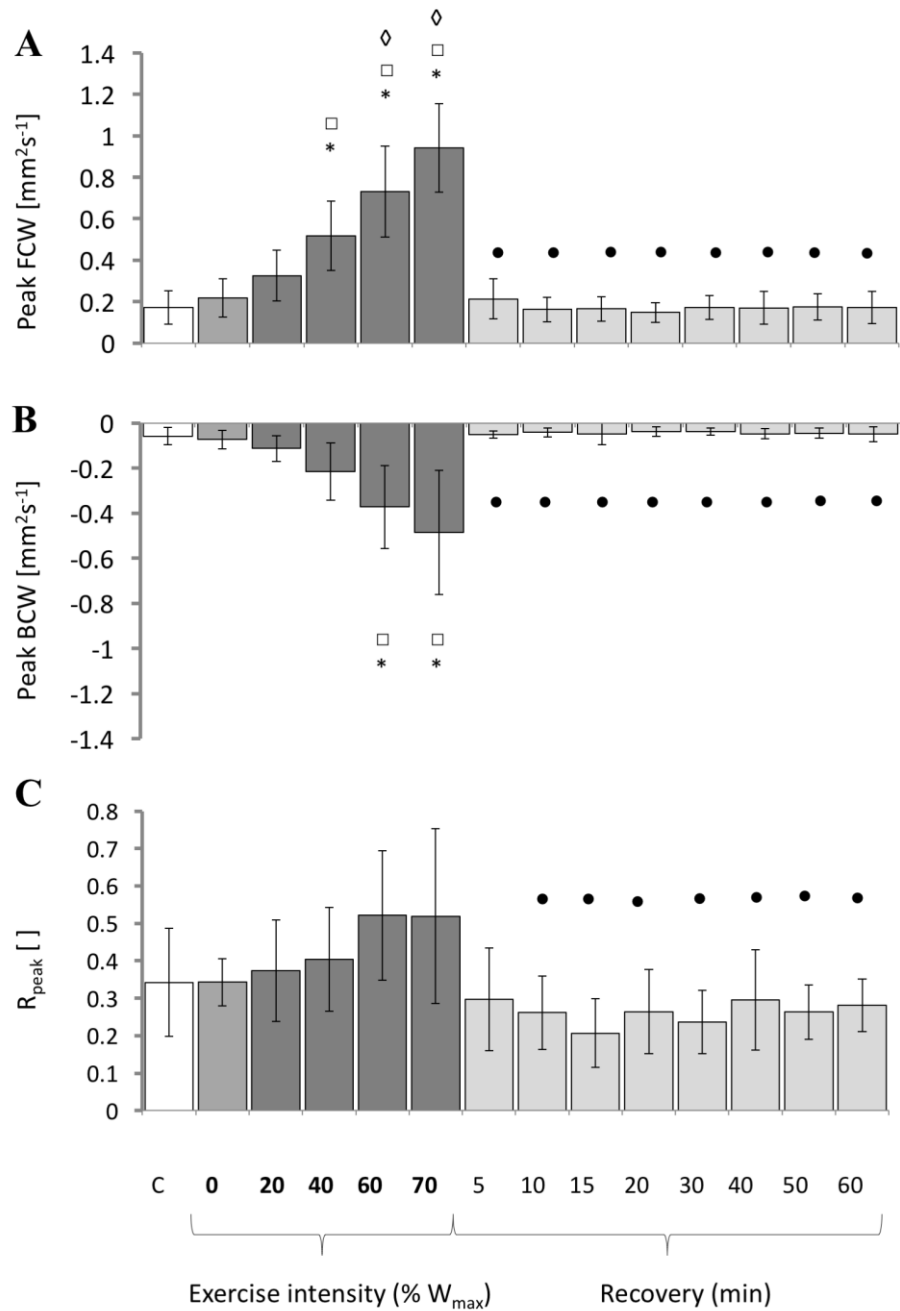 A
Peak FCW [mm²s⁻¹]
1.4
1.2
1
0.8
0.6
0.4
0.2
0
◊ ◊
□ □ □
* * *
● ● ● ● ● ● ● ●
B
Peak BCW [mm²s⁻¹]
0
-0.2
-0.4
-0.6
-0.8
-1
-1.2
-1.4
● ● ● ● ● ● ● ●
□ □
* *
C
R_peak [ ]
0.8
0.7
0.6
0.5
0.4
0.3
0.2
0.1
0
● ● ● ● ● ● ●
C 0 20 40 60 70 5 10 15 20 30 40 50 60
Exercise intensity (% W_max) Recovery (min)